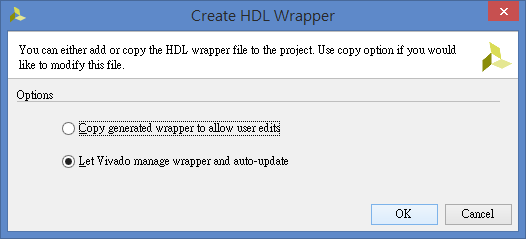 Create HDL Wrapper
You can either add or copy the HDL wrapper file to the project. Use copy option if you would
like to modify this file.
Options
Copy generated wrapper to allow user edits
Let Vivado manage wrapper and auto-update
OK
Cancel